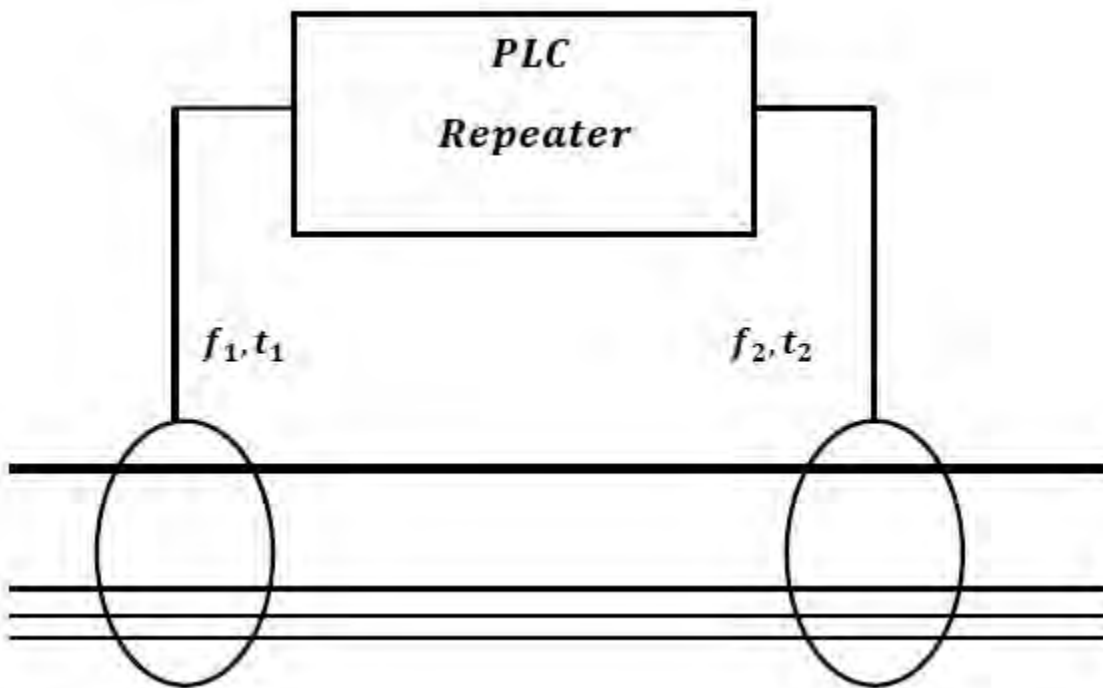 PLC
Repeater
f₁, t₁
f₂, t₂